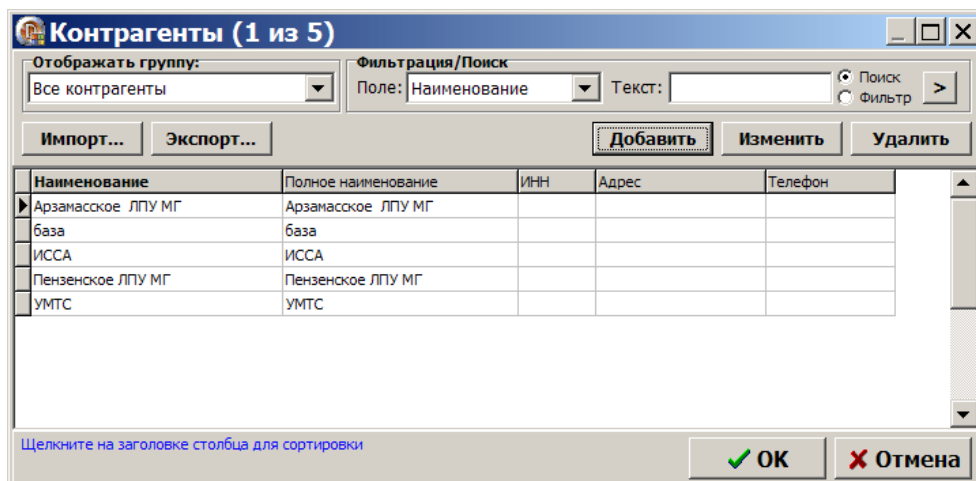 Контрагенты (1 из 5)
Отображать группу:
Фильтрация/Поиск
Все контрагенты
Поле: Наименование Текст:
Поиск
Фильтр
>
Импорт... Экспорт... Добавить Изменить Удалить
Наименование Полное наименование ИНН Адрес Телефон
Арзамасское ЛПУ МГ Арзамасское ЛПУ МГ
база база
ИССА ИССА
Пензенское ЛПУ МГ Пензенское ЛПУ МГ
УМТС УМТС
Щелкните на заголовке столбца для сортировки
OK Отмена